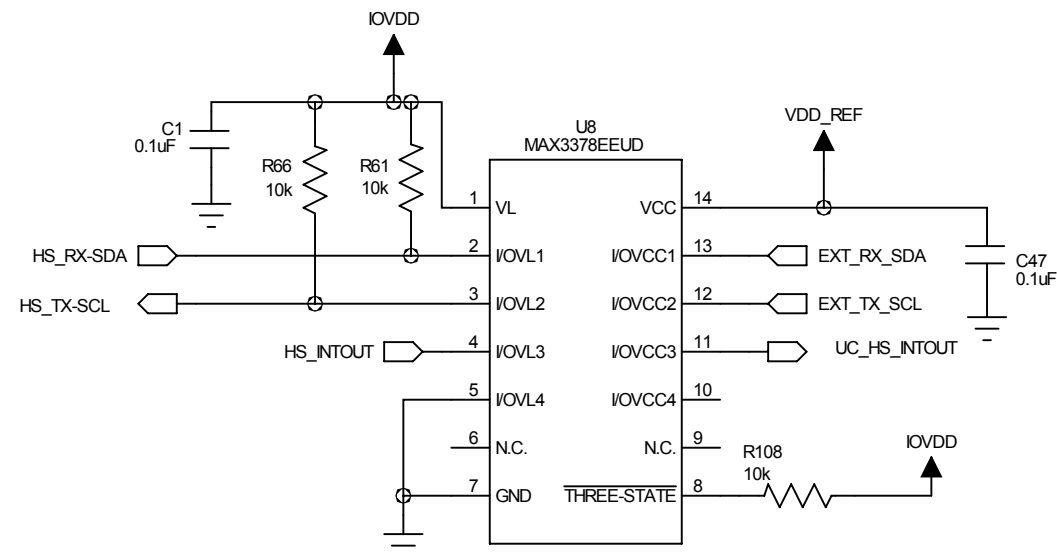 IOVDD
C1
0.1uF
R66
10k
R61
10k
U8
MAX3378EEUD
VDD_REF
C47
0.1uF
HS_RX-SDA
HS_TX-SCL
HS_INTOUT
1
VL
2
I/OVL1
3
I/OVL2
4
I/OVL3
5
I/OVL4
6
N.C.
7
GND
VCC
14
I/OVCC1
13
EXT_RX_SDA
I/OVCC2
12
EXT_TX_SCL
I/OVCC3
11
UC_HS_INTOUT
I/OVCC4
10
N.C.
9
THREE-STATE
8
R108
10k
IOVDD